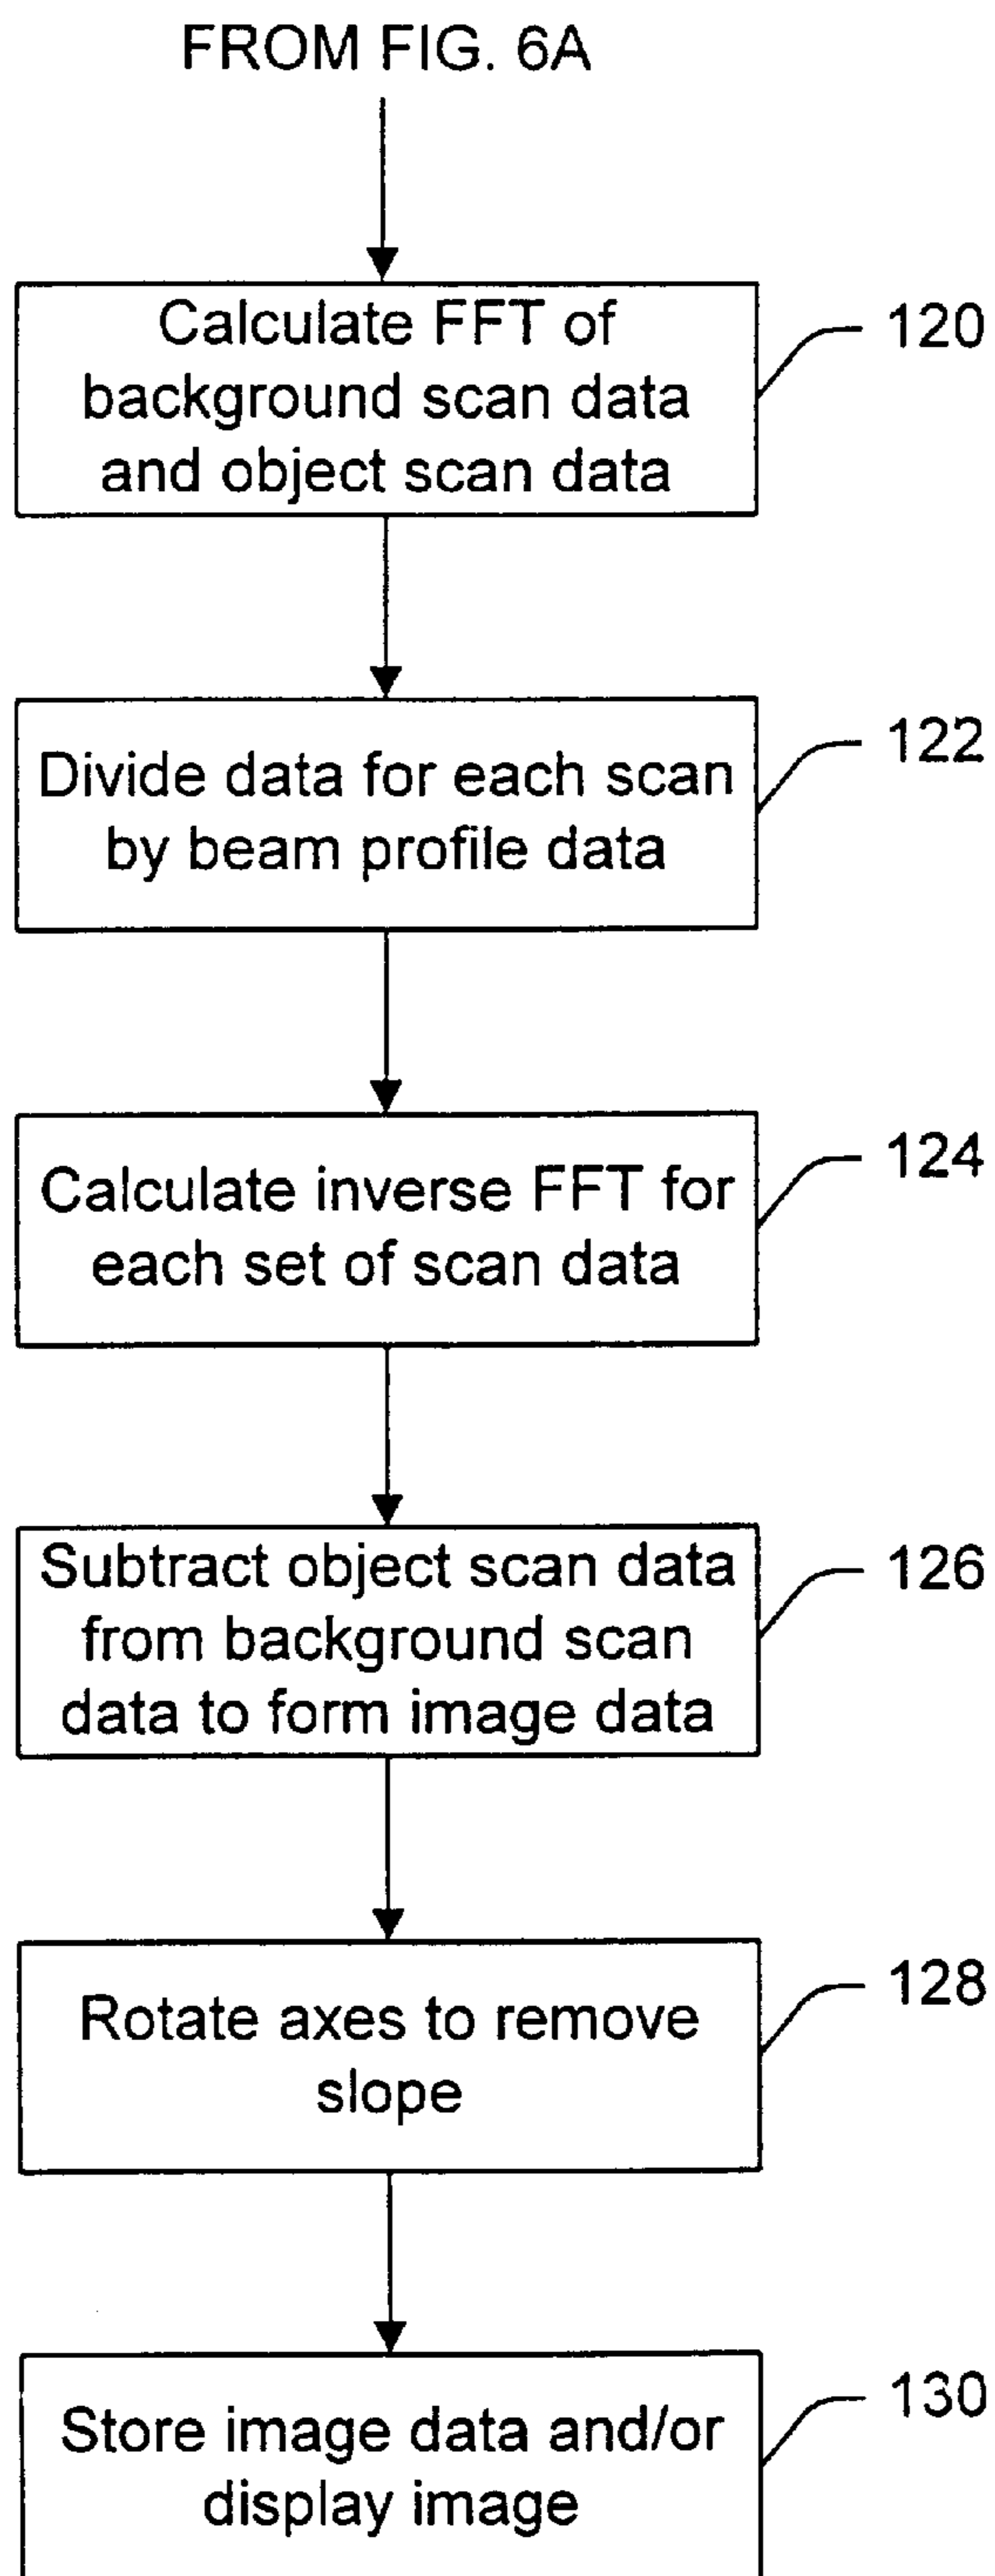 FROM FIG. 6A
Calculate FFT of
background scan data
and object scan data
120
Divide data for each scan
by beam profile data
122
Calculate inverse FFT for
each set of scan data
124
Subtract object scan data
from background scan
data to form image data
126
Rotate axes to remove
slope
128
Store image data and/or
display image
130